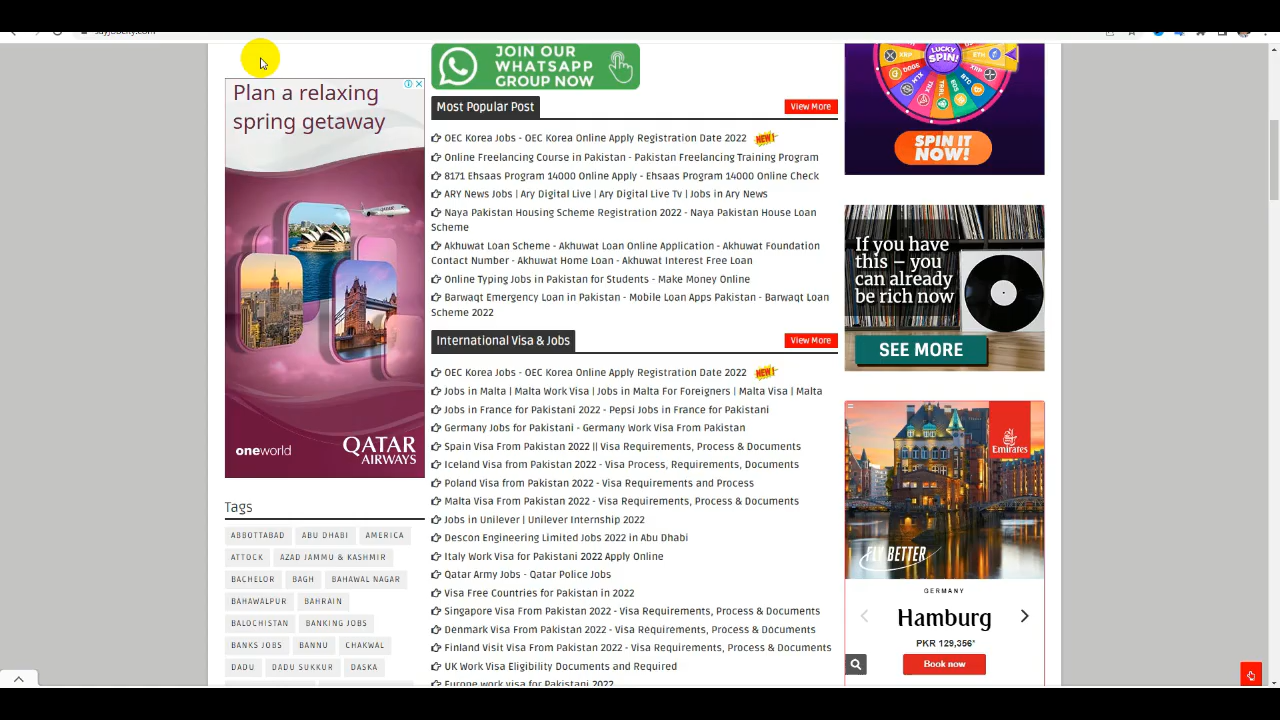 JOIN OUR
WHATSAPP
GROUP NOW
Plan a relaxing
spring getaway
oneworld
QATAR
AIRWAYS
Tags
ABBOTTABAD
ABU DHABI
AMERICA
ATTOCK
AZAD JAMMU & KASHMIR
BACHELOR
BAGH
BAHAWAL NAGAR
BAHAWALPUR
BAHRAIN
BALOCHISTAN
BANKING JOBS
BANKS JOBS
BANNU
CHAKWAL
DADU
DADU SUKKUR
DASKA
Most Popular Post
View More
OEC Korea Jobs - OEC Korea Online Apply Registration Date 2022 NEW!
Online Freelancing Course in Pakistan - Pakistan Freelancing Training Program
8171 Ehsaas Program 14000 Online Apply - Ehsaas Program 14000 Online Check
ARY News Jobs | Ary Digital Live | Ary Digital Live Tv | Jobs in Ary News
Naya Pakistan Housing Scheme Registration 2022 - Naya Pakistan House Loan
Scheme
Akhuwat Loan Scheme - Akhuwat Loan Online Application - Akhuwat Foundation
Contact Number - Akhuwat Home Loan - Akhuwat Interest Free Loan
Online Typing Jobs in Pakistan for Students - Make Money Online
Barwaqt Emergency Loan in Pakistan - Mobile Loan Apps Pakistan - Barwaqt Loan
Scheme 2022
International Visa & Jobs
View More
OEC Korea Jobs - OEC Korea Online Apply Registration Date 2022 NEW!
Jobs in Malta | Malta Work Visa | Jobs in Malta For Foreigners | Malta Visa | Malta
Jobs in France for Pakistani 2022 - Pepsi Jobs in France for Pakistani
Germany Jobs for Pakistani - Germany Work Visa From Pakistan
Spain Visa From Pakistan 2022 || Visa Requirements, Process & Documents
Iceland Visa from Pakistan 2022 - Visa Process, Requirements, Documents
Poland Visa from Pakistan 2022 - Visa Requirements and Process
Malta Visa From Pakistan 2022 - Visa Requirements, Process & Documents
Jobs in Unilever | Unilever Internship 2022
Descon Engineering Limited Jobs 2022 in Abu Dhabi
Italy Work Visa for Pakistani 2022 Apply Online
Qatar Army Jobs - Qatar Police Jobs
Visa Free Countries for Pakistan in 2022
Singapore Visa From Pakistan 2022 - Visa Requirements, Process & Documents
Denmark Visa From Pakistan 2022 - Visa Requirements, Process & Documents
Finland Visit Visa From Pakistan 2022 - Visa Requirements, Process & Documents
UK Work Visa Eligibility Documents and Required
Europe work visa for Pakistani 2022
LUCKY
SPIN!
ETH
XRP
BTC
DOGE
SPIN IT
NOW!
If you have
this – you
can already
be rich now
SEE MORE
Emirates
FLY BETTER
GERMANY
Hamburg
PKR 129,356*
Book now